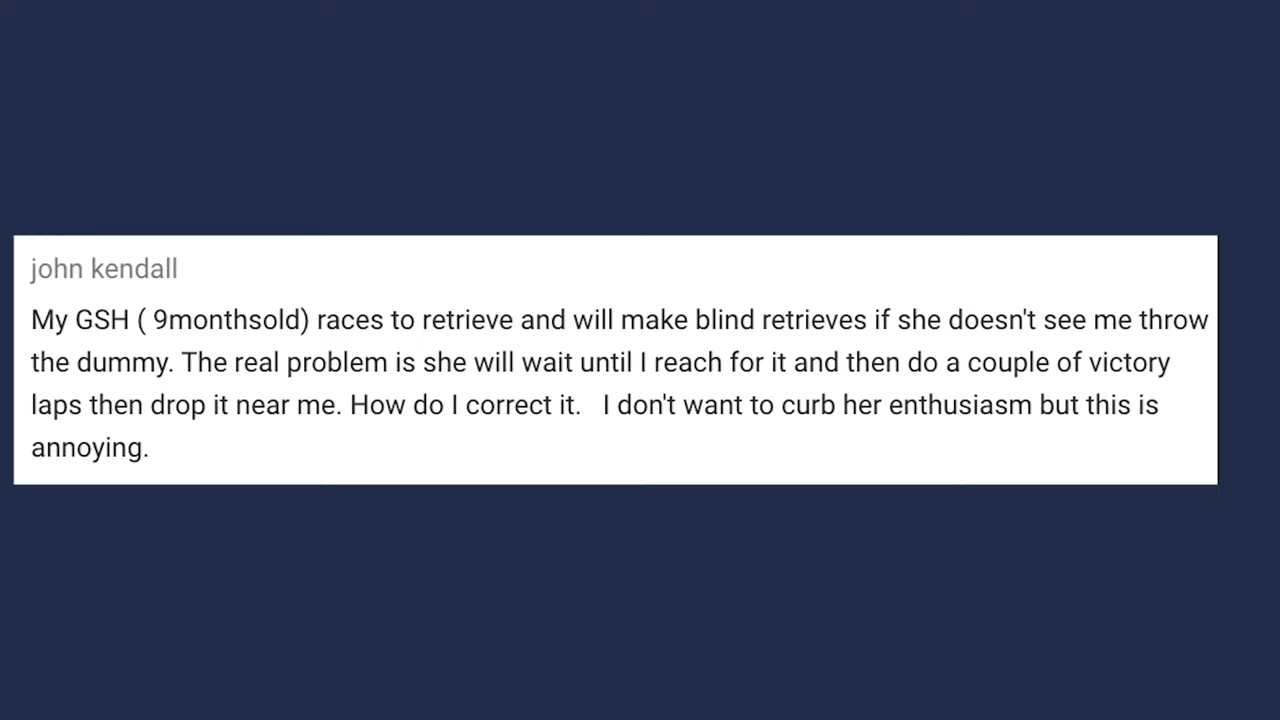 john kendall
My GSH ( 9monthsold) races to retrieve and will make blind retrieves if she doesn't see me throw
the dummy. The real problem is she will wait until I reach for it and then do a couple of victory
laps then drop it near me. How do I correct it.   I don't want to curb her enthusiasm but this is
annoying.